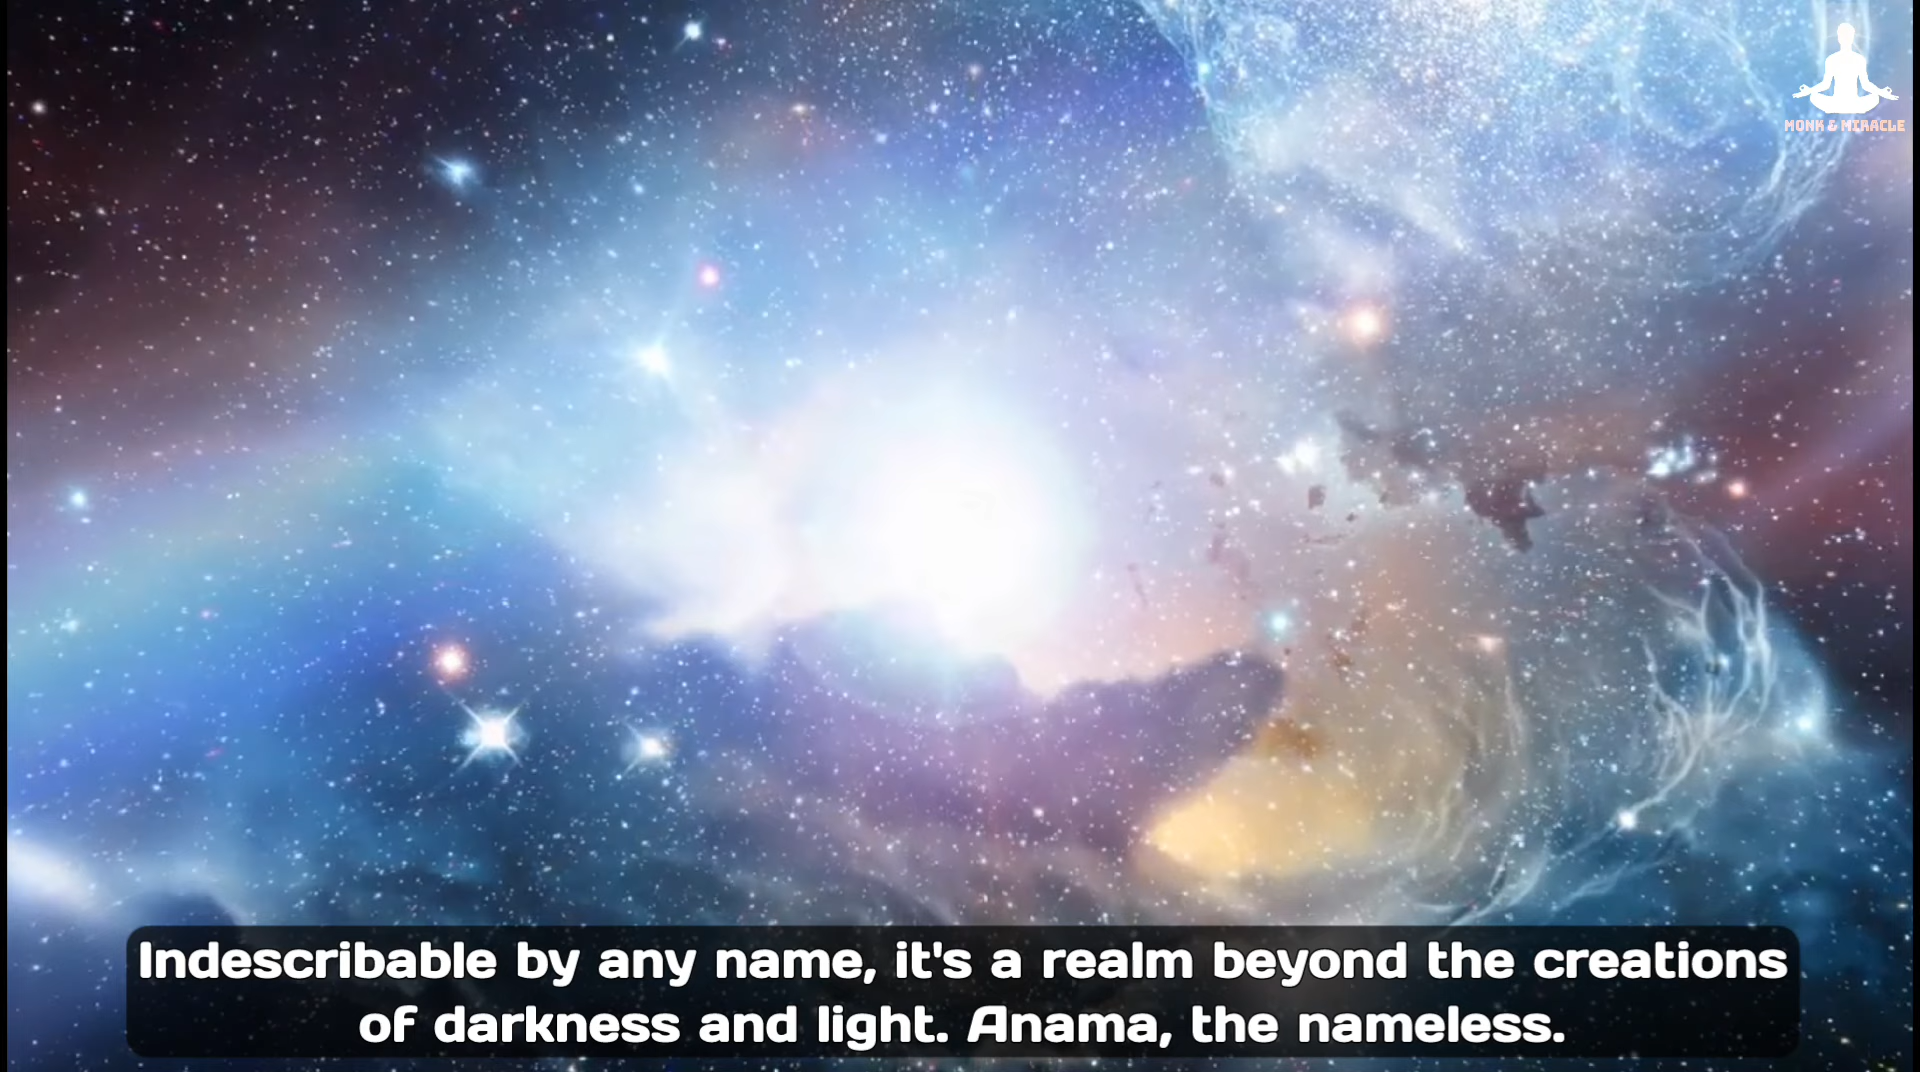 MONK & MIRACLE
Indescribable by any name, it's a realm beyond the creations
of darkness and light. Anama, the nameless.